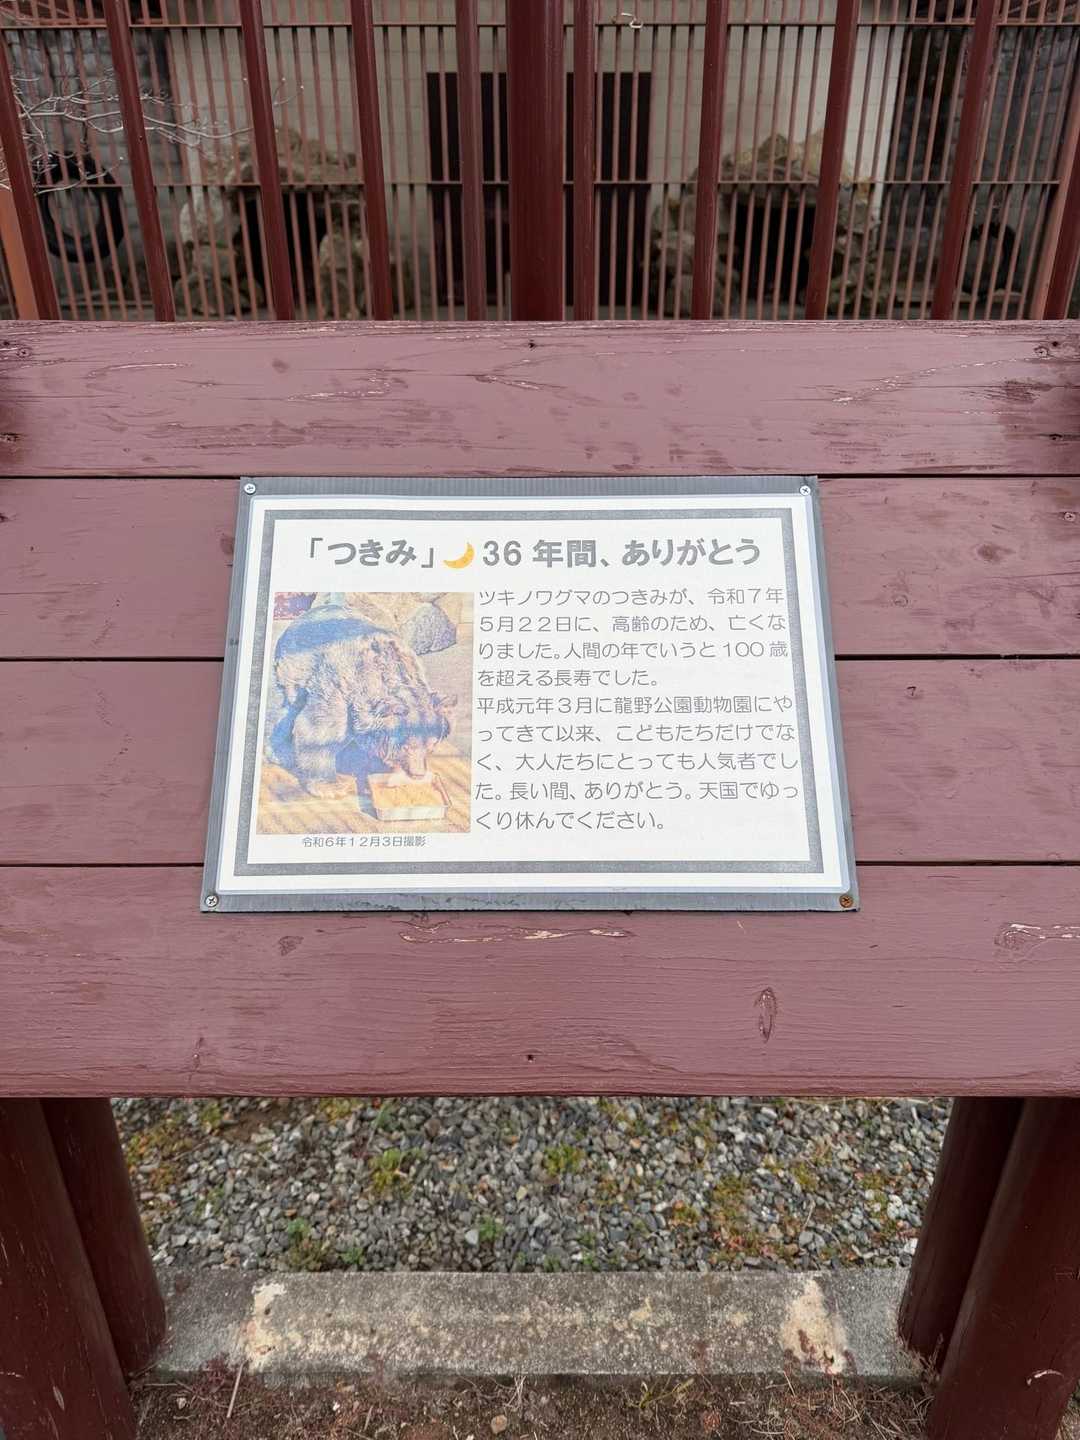 「つきみ」🌙36年間、ありがとう
ツキノワグマのつきみが、令和7年
5月22日に、高齢のため、亡くな
りました。人間の年でいうと100歳
を超える長寿でした。
平成元年3月に龍野公園動物園にや
ってきて以来、こどもたちだけでな
く、大人たちにとっても人気者でし
た。長い間、ありがとう。天国でゆっ
くり休んでください。
令和6年12月3日撮影